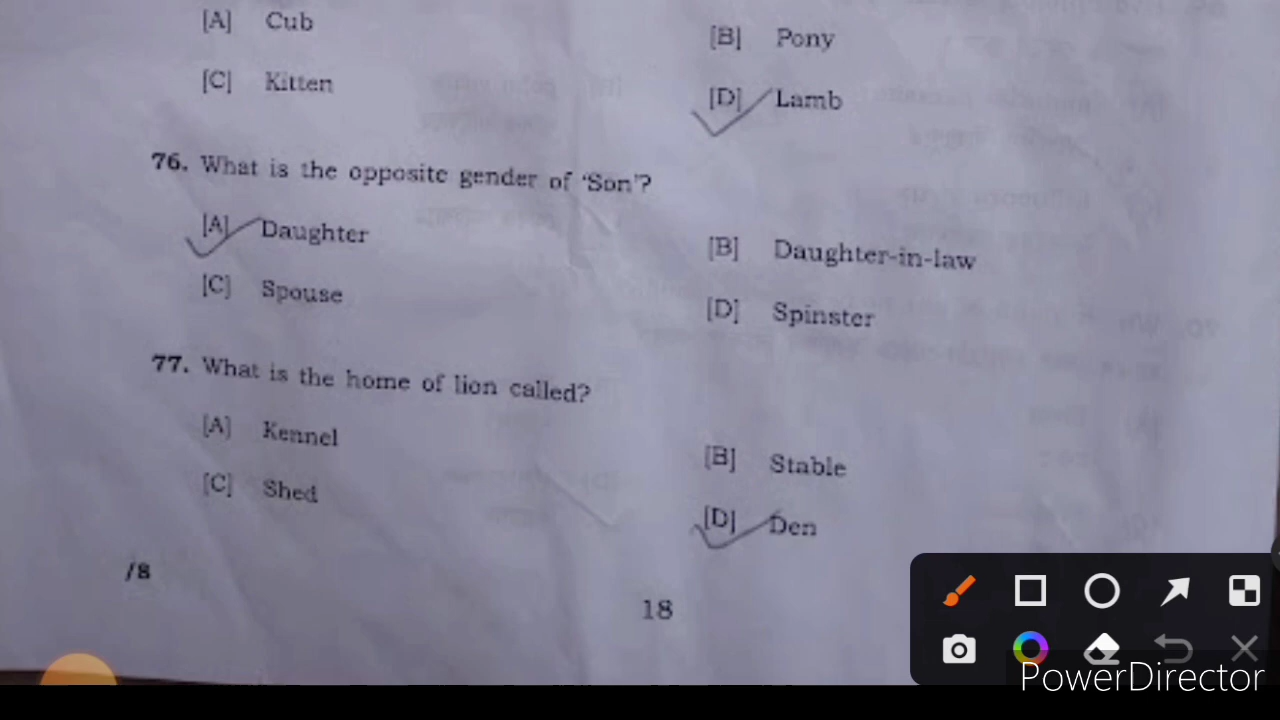 [A] Cub
[B] Pony
[C] Kitten
[D] Lamb
76. What is the opposite gender of ‘Son’?
[A] Daughter
[B] Daughter-in-law
[C] Spouse
[D] Spinster
77. What is the home of lion called?
[A] Kennel
[B] Stable
[C] Shed
[D] Den
/8
18
PowerDirector